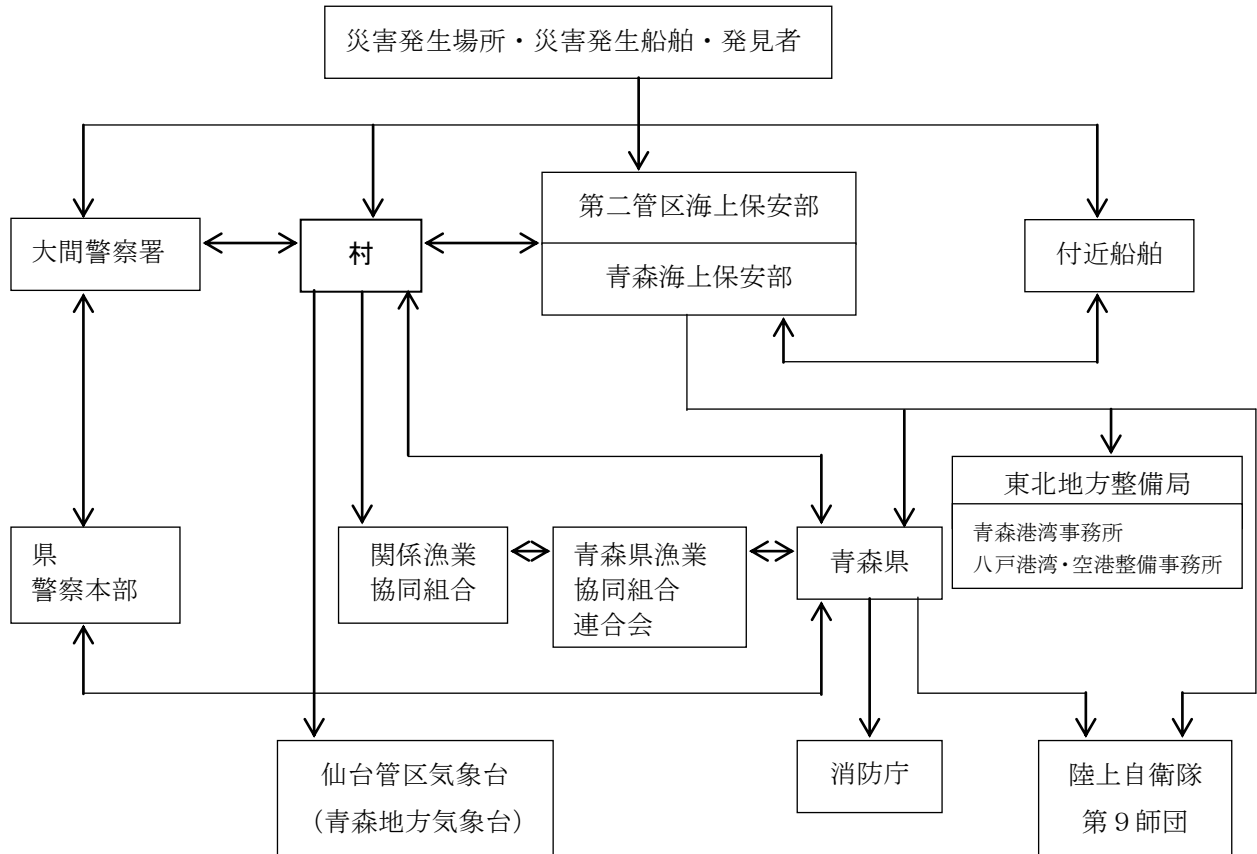 災害発生場所・災害発生船舶・発見者
第二管区海上保安部
大間警察署
村
青森海上保安部
付近船舶
東北地方整備局
青森港湾事務所
八戸港湾・空港整備事務所
県
警察本部
関係漁業
協同組合
青森県漁業
協同組合
連合会
青森県
仙台管区気象台
(青森地方気象台)
消防庁
陸上自衛隊
第9師団